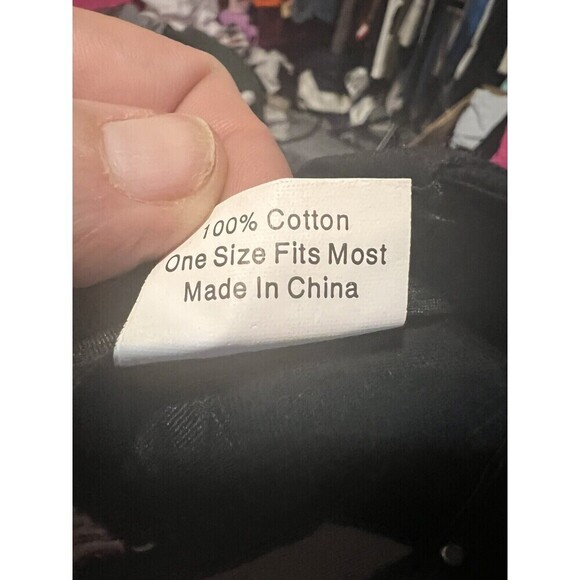 100% Cotton
One Size Fits Most
Made In China